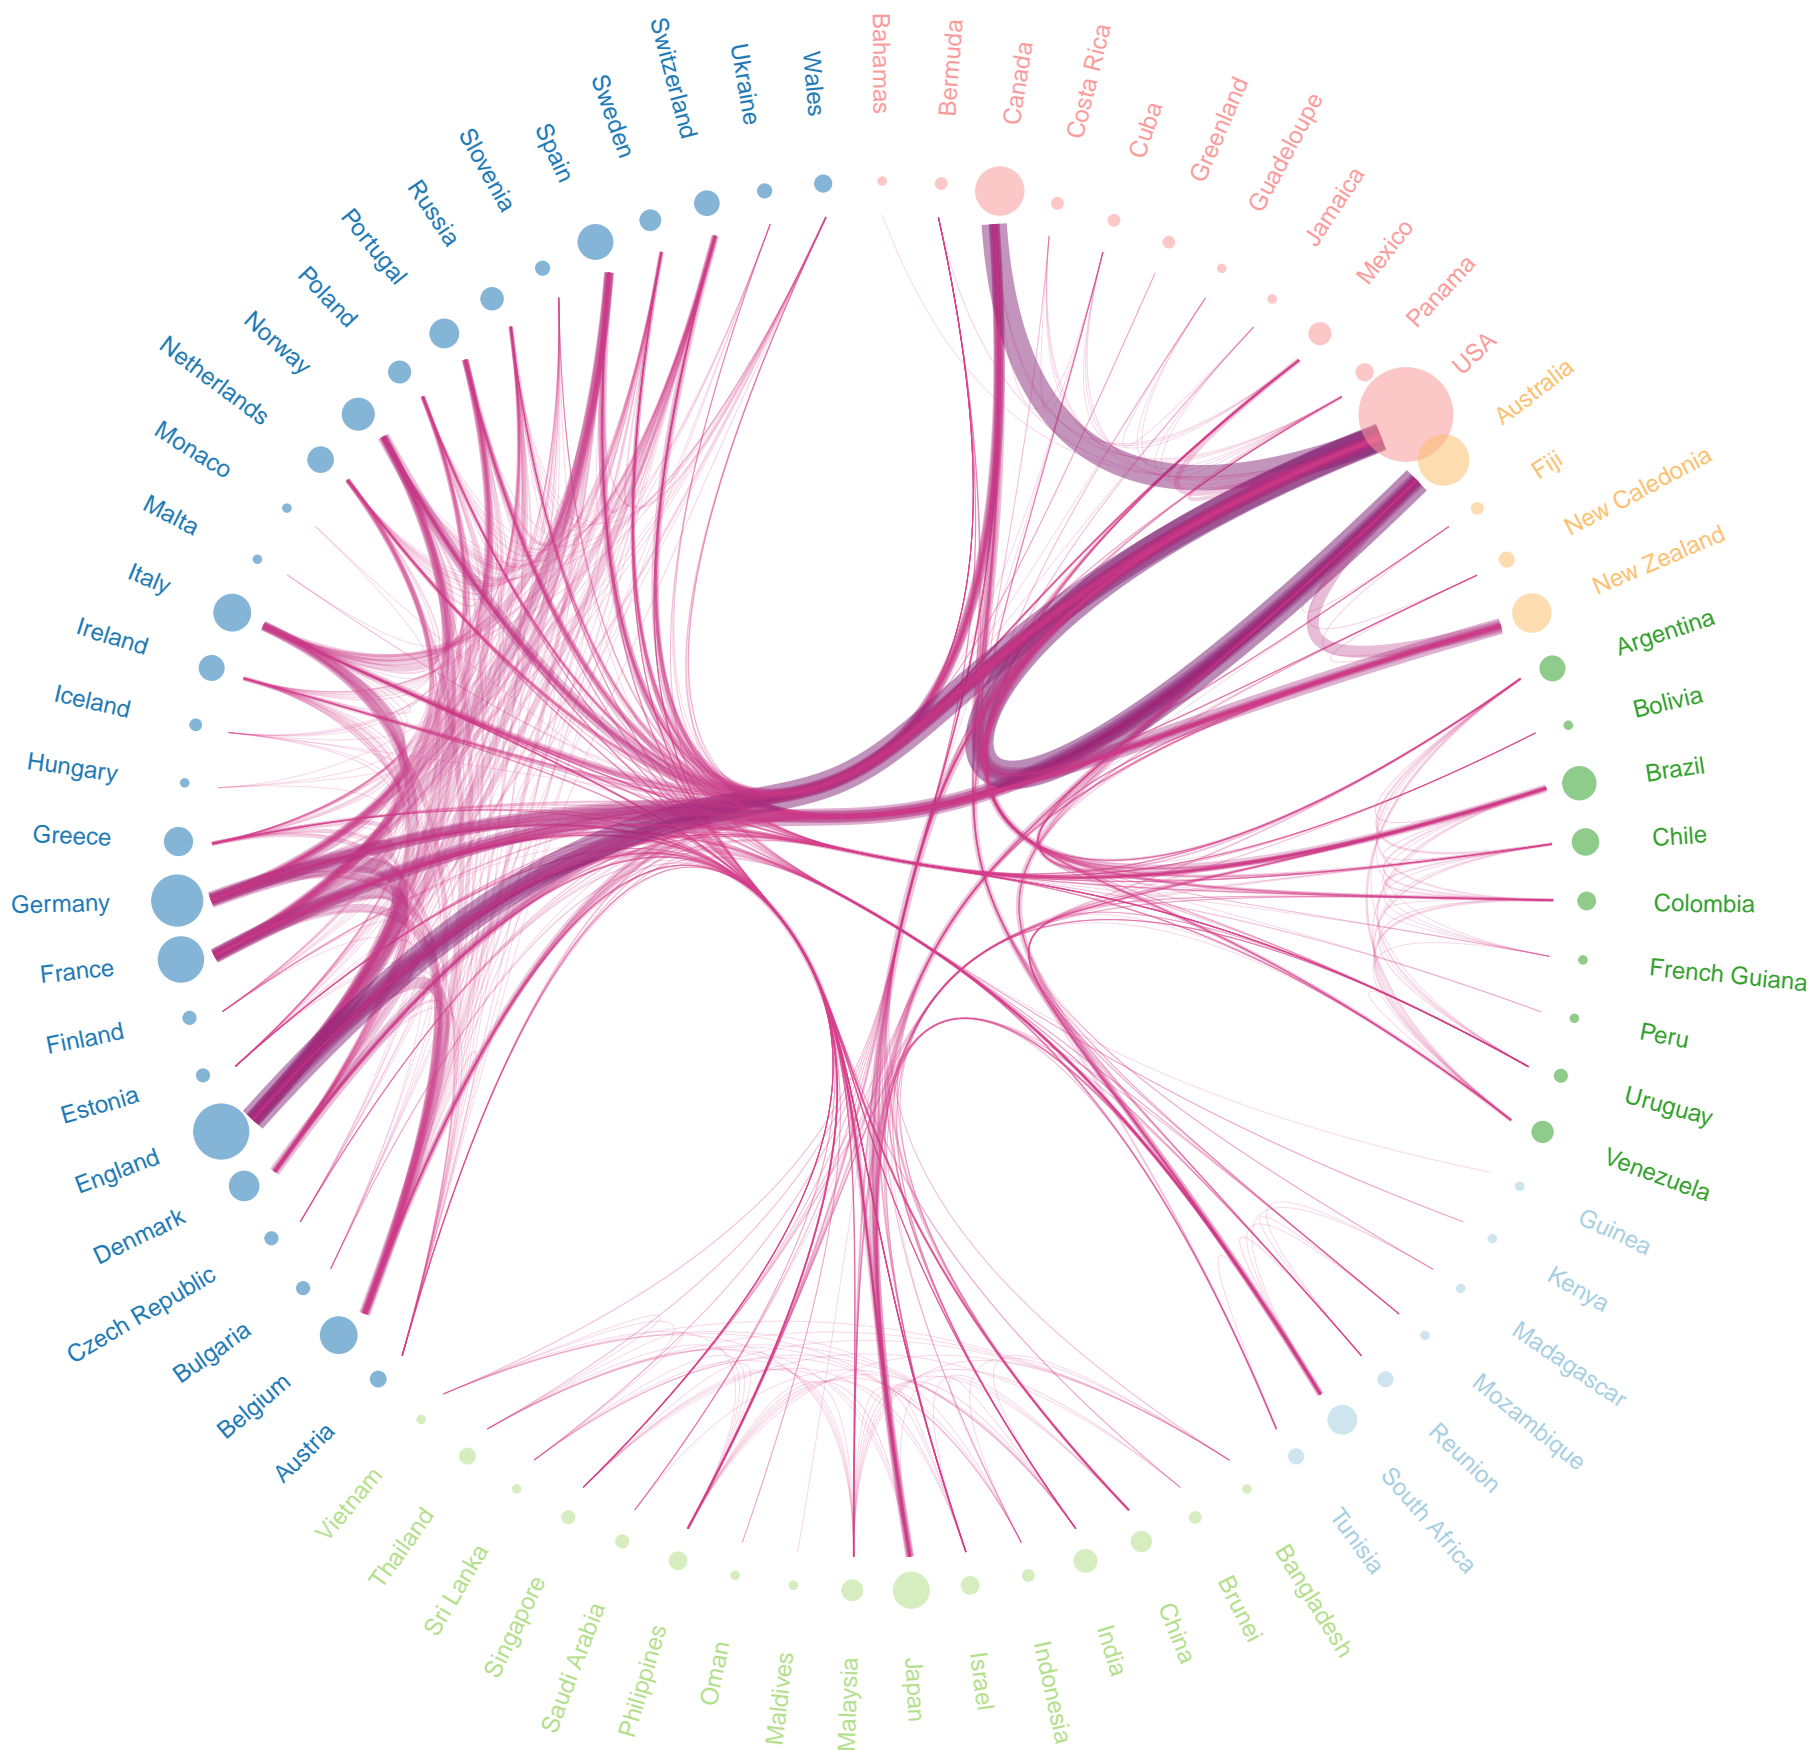 Bahamas
Bermuda
Canada
Costa Rica
Cuba
Greenland
Guadeloupe
Jamaica
Mexico
Panama
USA
Australia
Fiji
New Caledonia
New Zealand
Argentina
Bolivia
Brazil
Chile
Colombia
French Guiana
Peru
Uruguay
Venezuela
Guinea
Kenya
Madagascar
Mozambique
Reunion
South Africa
Tunisia
Bangladesh
Brunei
China
India
Indonesia
Israel
Japan
Malaysia
Maldives
Oman
Philippines
Saudi Arabia
Singapore
Sri Lanka
Thailand
Vietnam
Austria
Belgium
Bulgaria
Czech Republic
Denmark
England
Estonia
Finland
France
Germany
Greece
Hungary
Iceland
Ireland
Italy
Malta
Monaco
Netherlands
Norway
Poland
Portugal
Russia
Slovenia
Spain
Sweden
Switzerland
Ukraine
Wales